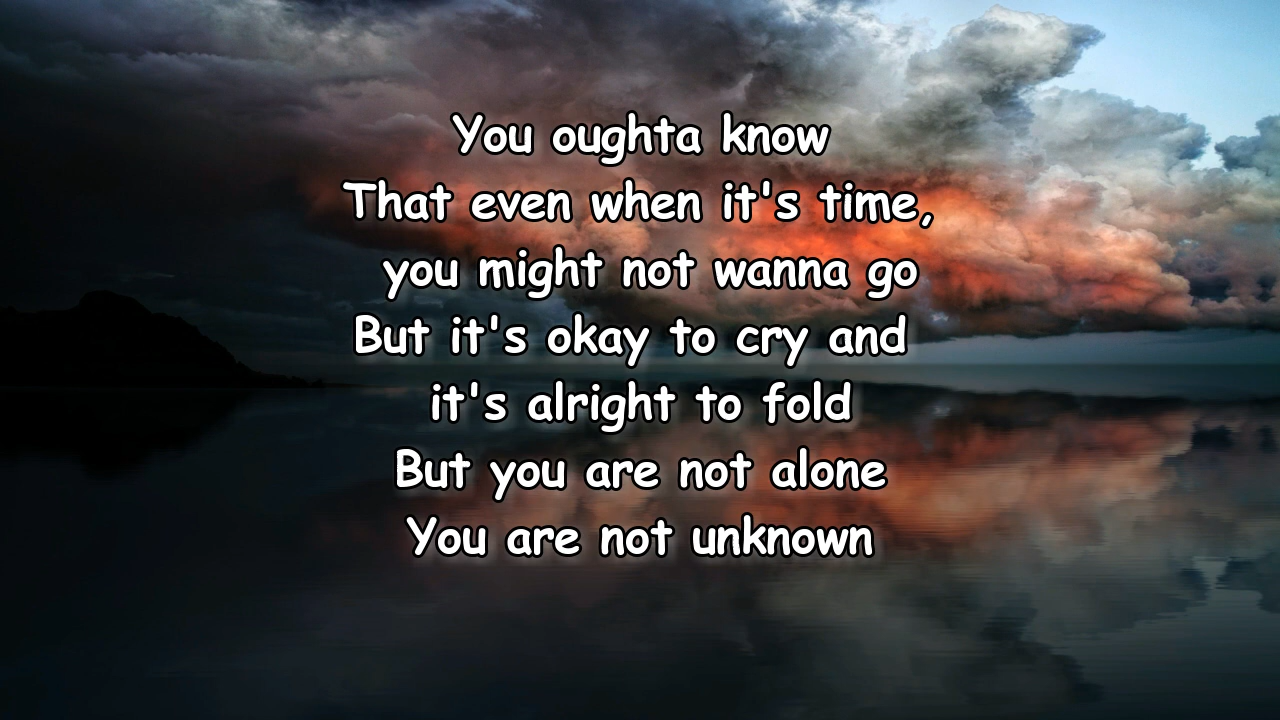 You oughta know
That even when it's time,
you might not wanna go
But it's okay to cry and
it's alright to fold
But you are not alone
You are not unknown